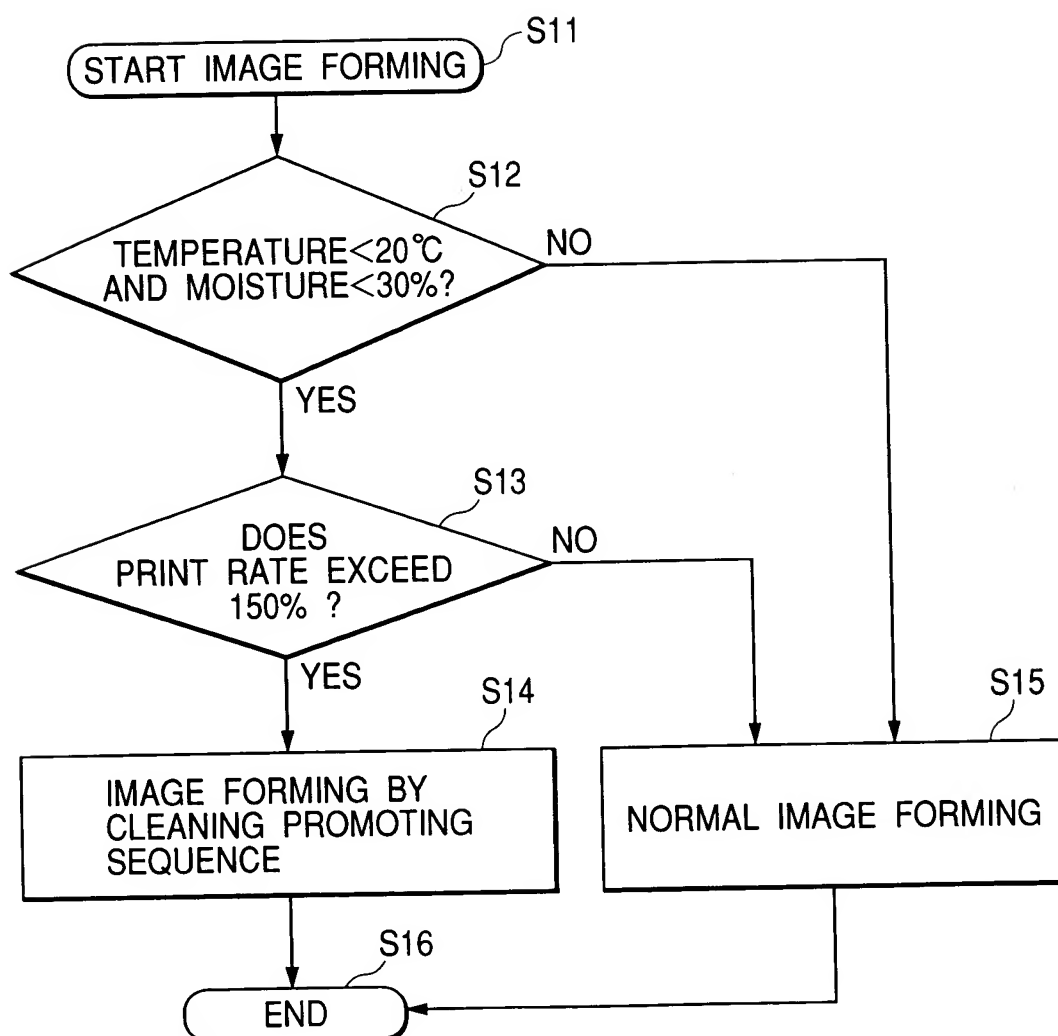 S11
START IMAGE FORMING
S12
TEMPERATURE<20°C
AND MOISTURE<30%?
NO
YES
S13
DOES
PRINT RATE EXCEED
150% ?
NO
YES
S14
S15
IMAGE FORMING BY
CLEANING PROMOTING
SEQUENCE
NORMAL IMAGE FORMING
S16
END